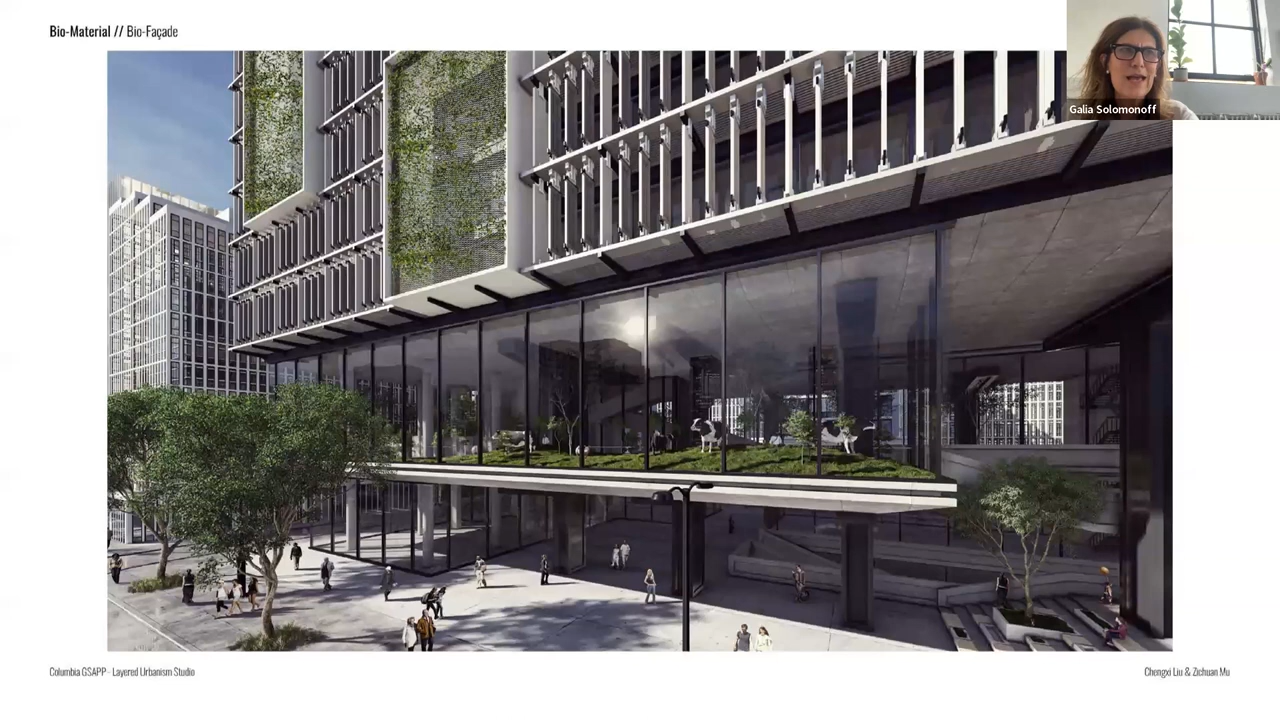 Bio-Material // Bio-Façade
Galia Solomonoff
Columbia GSAPP - Layered Urbanism Studio
Chengxi Liu & Zichuan Mu